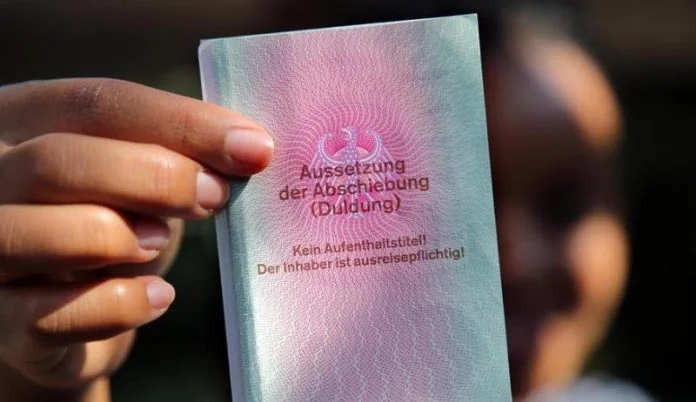 Aussetzung
der Abschiebung
(Duldung)
Kein Aufenthaltstitel!
Der Inhaber ist ausreisepflichtig!